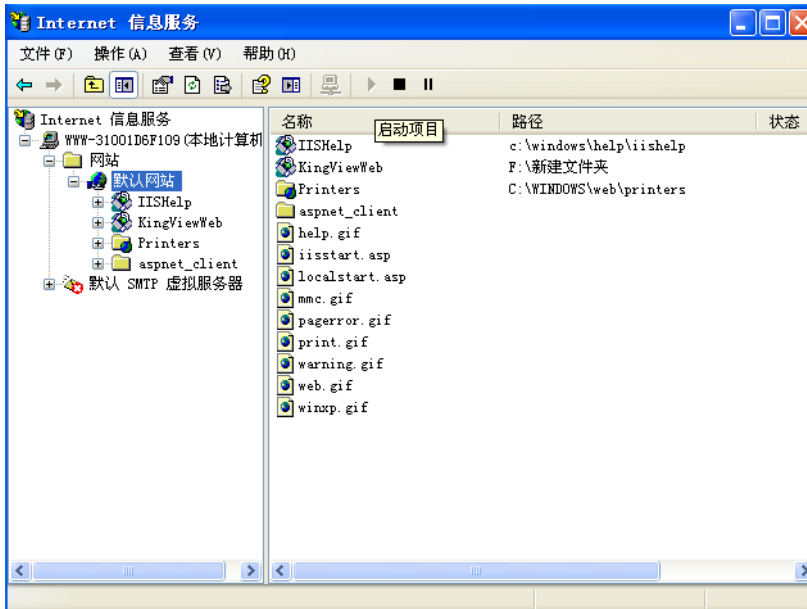 Internet 信息服务
文件(F) 操作(A) 查看(V) 帮助(H)
Internet 信息服务
WWW-31001D6F109(本地计算机
网站
默认网站
IISHelp
KingViewWeb
Printers
aspnet_client
默认 SMTP 虚拟服务器
名称 路径 状态
启动项目
IISHelp c:\windows\help\iishelp
KingViewWeb F:\新建文件夹
Printers C:\WINDOWS\web\printers
aspnet_client
help.gif
iisstart.asp
localstart.asp
mmc.gif
pagerror.gif
print.gif
warning.gif
web.gif
winxp.gif